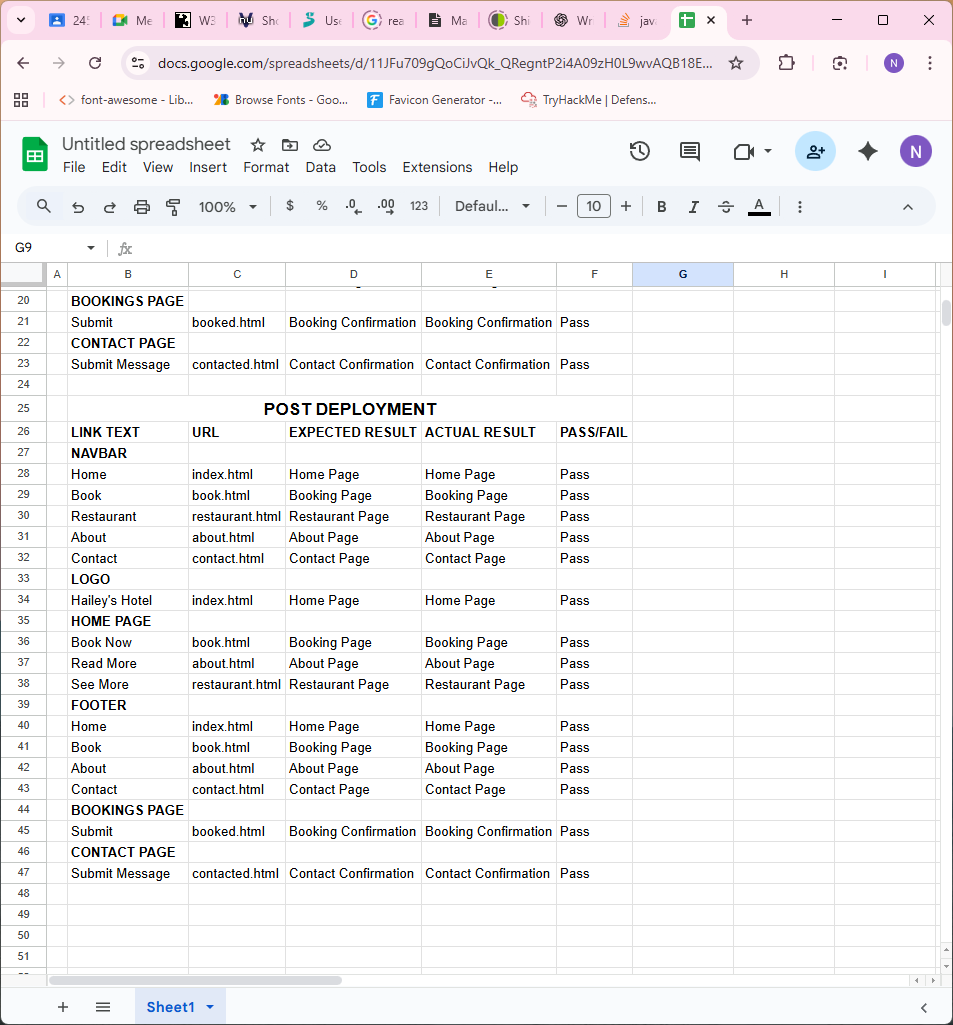 245
Me
W3
Sho
Use
rea
Ma
Shi
Wr
jav
docs.google.com/spreadsheets/d/11JFu709gQoCiJvQk_QRegntP2i4A09zH0L9wvAQB18E...
N
font-awesome - Lib...
Browse Fonts - Goo...
Favicon Generator -...
TryHackMe | Defens...
Untitled spreadsheet
File Edit View Insert Format Data Tools Extensions Help
N
100% $ % .0 .00 123 Defaul... − 10 + B I S A
G9
fx
A B C D E F G H I
20 BOOKINGS PAGE
21 Submit booked.html Booking Confirmation Booking Confirmation Pass
22 CONTACT PAGE
23 Submit Message contacted.html Contact Confirmation Contact Confirmation Pass
24
25 POST DEPLOYMENT
26 LINK TEXT URL EXPECTED RESULT ACTUAL RESULT PASS/FAIL
27 NAVBAR
28 Home index.html Home Page Home Page Pass
29 Book book.html Booking Page Booking Page Pass
30 Restaurant restaurant.html Restaurant Page Restaurant Page Pass
31 About about.html About Page About Page Pass
32 Contact contact.html Contact Page Contact Page Pass
33 LOGO
34 Hailey's Hotel index.html Home Page Home Page Pass
35 HOME PAGE
36 Book Now book.html Booking Page Booking Page Pass
37 Read More about.html About Page About Page Pass
38 See More restaurant.html Restaurant Page Restaurant Page Pass
39 FOOTER
40 Home index.html Home Page Home Page Pass
41 Book book.html Booking Page Booking Page Pass
42 About about.html About Page About Page Pass
43 Contact contact.html Contact Page Contact Page Pass
44 BOOKINGS PAGE
45 Submit booked.html Booking Confirmation Booking Confirmation Pass
46 CONTACT PAGE
47 Submit Message contacted.html Contact Confirmation Contact Confirmation Pass
48
49
50
51
Sheet1